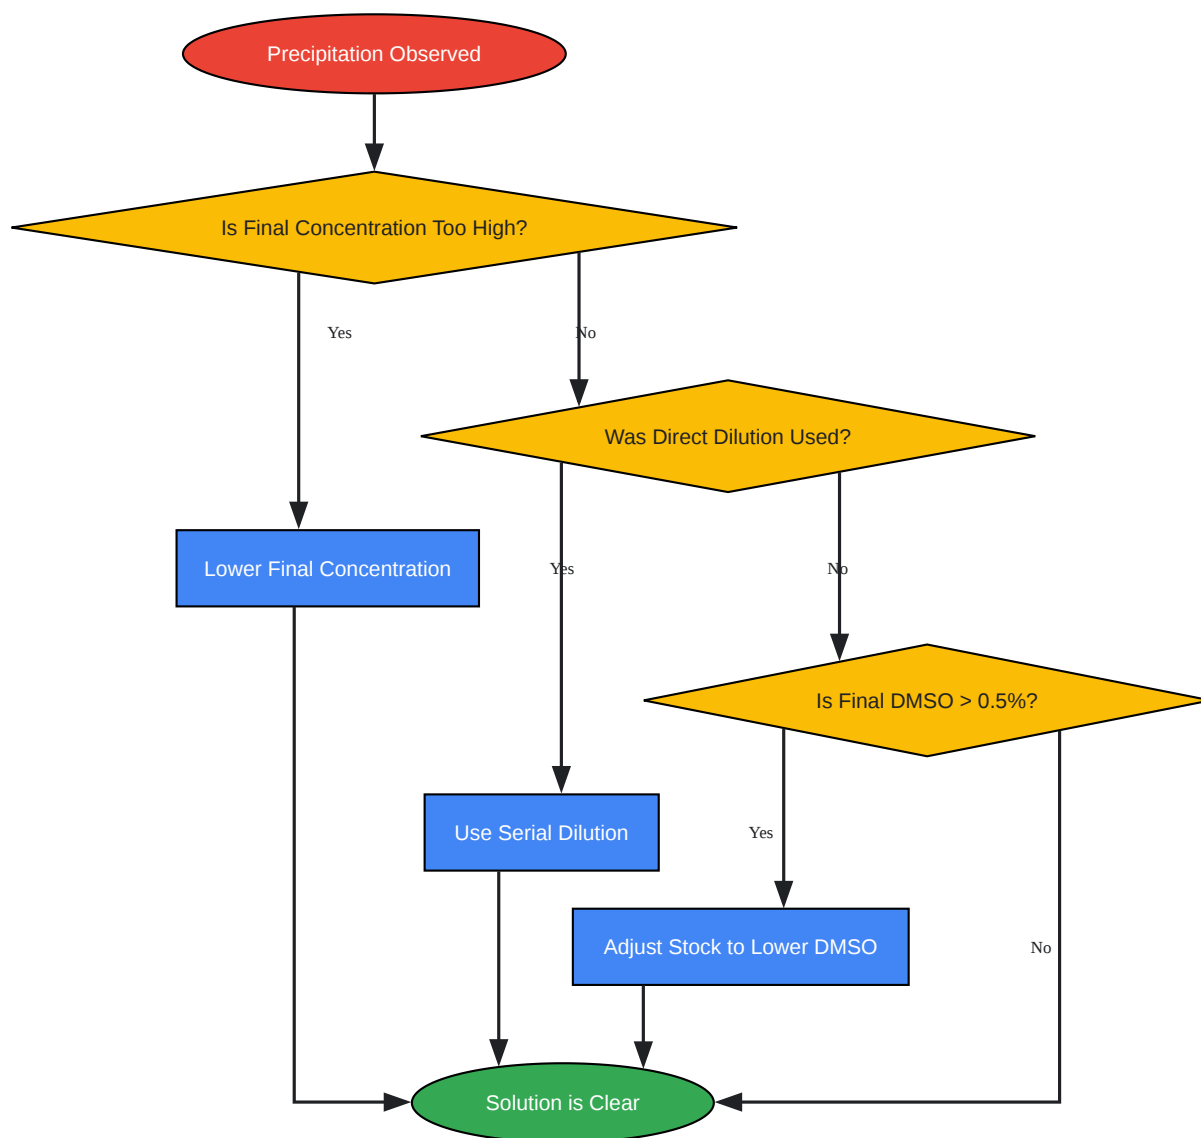 Precipitation Observed
Is Final Concentration Too High?
Yes
No
Was Direct Dilution Used?
Lower Final Concentration
Yes
No
Is Final DMSO > 0.5%?
Use Serial Dilution
Yes
Adjust Stock to Lower DMSO
No
Solution is Clear